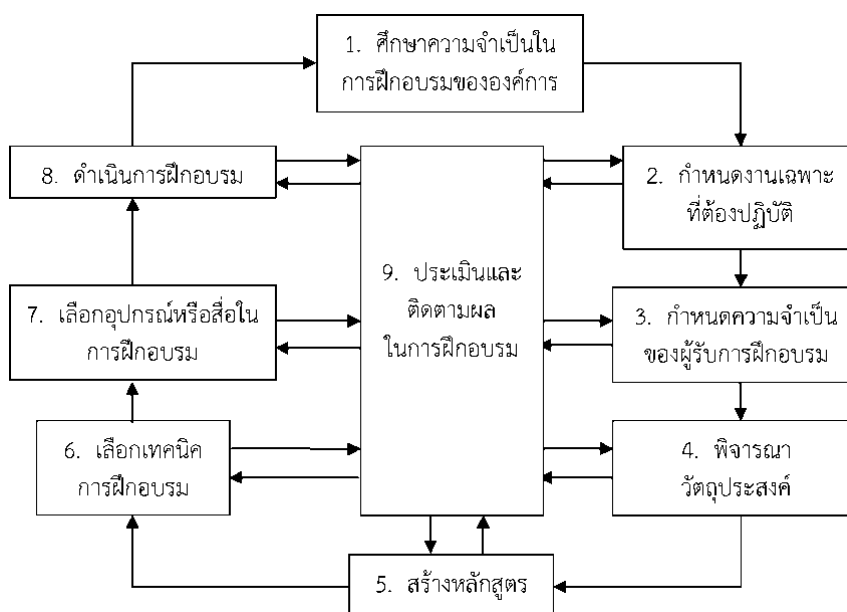 1. ศึกษาความจำเป็นใน
การฝึกอบรมขององค์การ
2. กำหนดงานเฉพาะ
ที่ต้องปฏิบัติ
3. กำหนดความจำเป็น
ของผู้รับการฝึกอบรม
4. พิจารณา
วัตถุประสงค์
5. สร้างหลักสูตร
6. เลือกเทคนิค
การฝึกอบรม
7. เลือกอุปกรณ์หรือสื่อใน
การฝึกอบรม
8. ดำเนินการฝึกอบรม
9. ประเมินและ
ติดตามผล
ในการฝึกอบรม